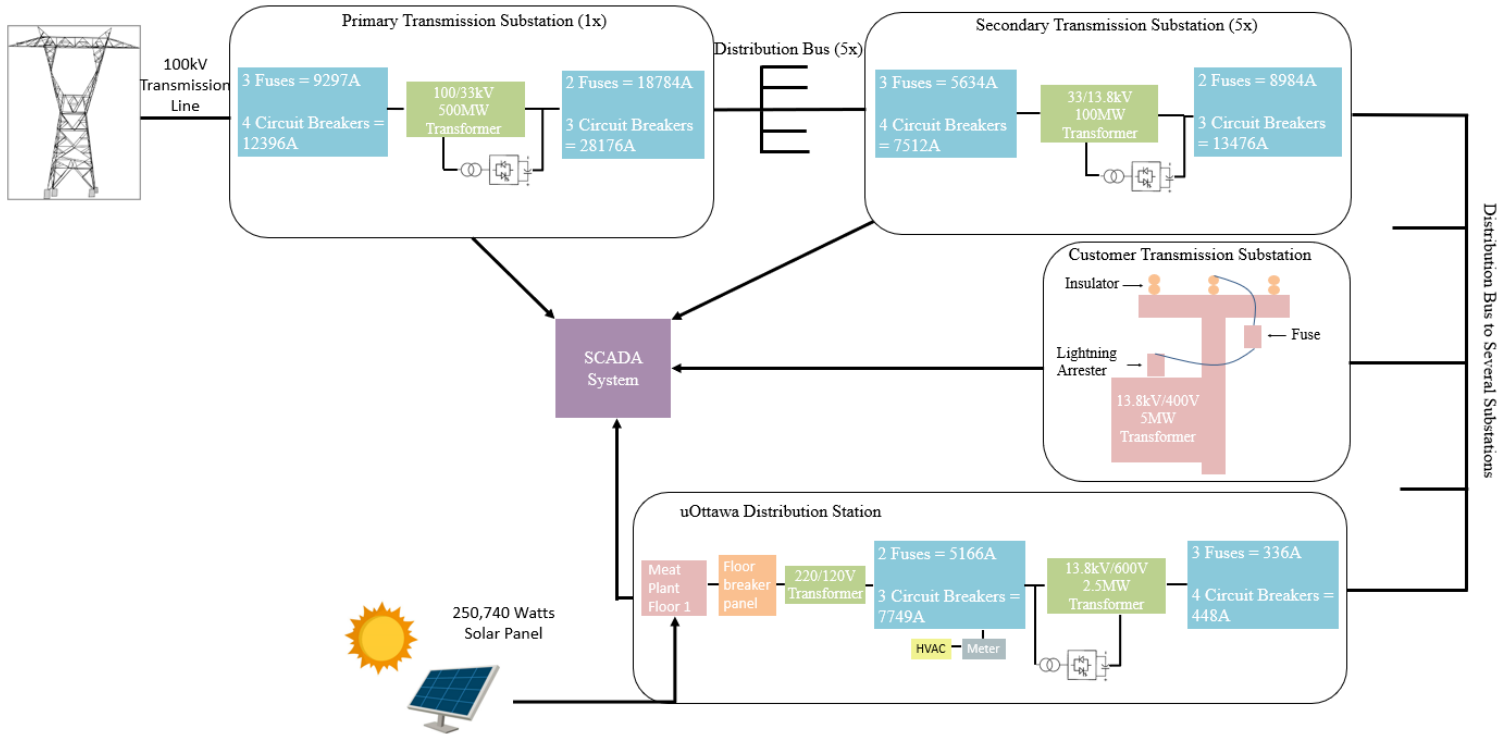 Primary Transmission Substation (1x)
100kV
Transmission
Line
3 Fuses = 9297A
4 Circuit Breakers =
12396A
100/33kV
500MW
Transformer
2 Fuses = 18784A
3 Circuit Breakers
= 28176A
Distribution Bus (5x)
Secondary Transmission Substation (5x)
3 Fuses = 5634A
4 Circuit Breakers
= 7512A
33/13.8kV
100MW
Transformer
2 Fuses = 8984A
3 Circuit Breakers
= 13476A
Distribution Bus to Several Substations
Customer Transmission Substation
Insulator
Fuse
Lightning
Arrester
13.8kV/400V
5MW
Transformer
SCADA
System
uOttawa Distribution Station
Meat
Plant
Floor 1
Floor
breaker
panel
220/120V
Transformer
2 Fuses = 5166A
3 Circuit Breakers =
7749A
HVAC
Meter
13.8kV/600V
2.5MW
Transformer
3 Fuses = 336A
4 Circuit Breakers =
448A
250,740 Watts
Solar Panel